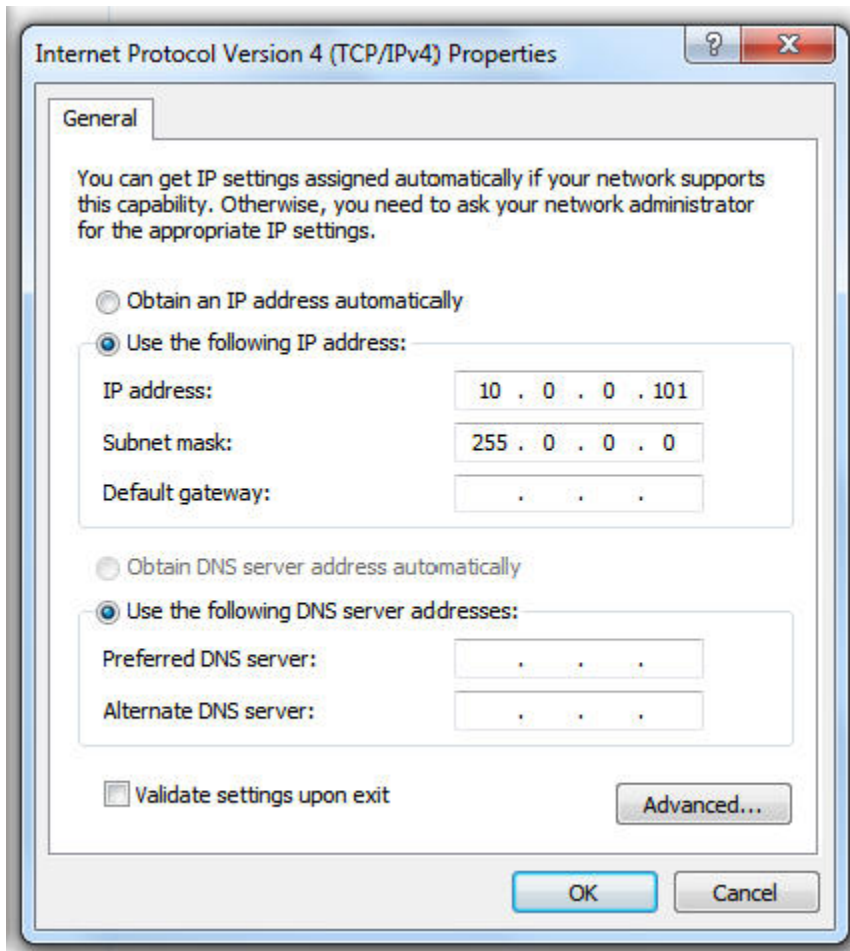 Internet Protocol Version 4 (TCP/IPv4) Properties
?
General
You can get IP settings assigned automatically if your network supports
this capability. Otherwise, you need to ask your network administrator
for the appropriate IP settings.
Obtain an IP address automatically
Use the following IP address:
IP address: 10 . 0 . 0 . 101
Subnet mask: 255 . 0 . 0 . 0
Default gateway: . . .
Obtain DNS server address automatically
Use the following DNS server addresses:
Preferred DNS server: . . .
Alternate DNS server: . . .
Validate settings upon exit
Advanced...
OK Cancel